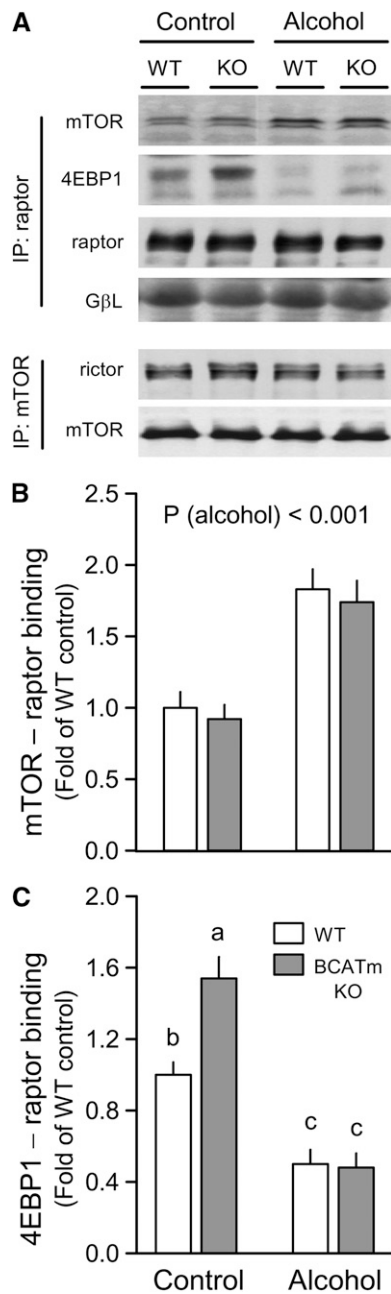 A
Control Alcohol
WT KO WT KO
IP: raptor
mTOR
4EBP1
raptor
GβL
IP: mTOR
rictor
mTOR
B
P (alcohol) < 0.001
mTOR – raptor binding
(Fold of WT control)
2.5
2.0
1.5
1.0
0.5
0.0
C
4EBP1 – raptor binding
(Fold of WT control)
2.0
1.6
1.2
0.8
0.4
0.0
WT
BCATm
KO
b a c c
Control Alcohol